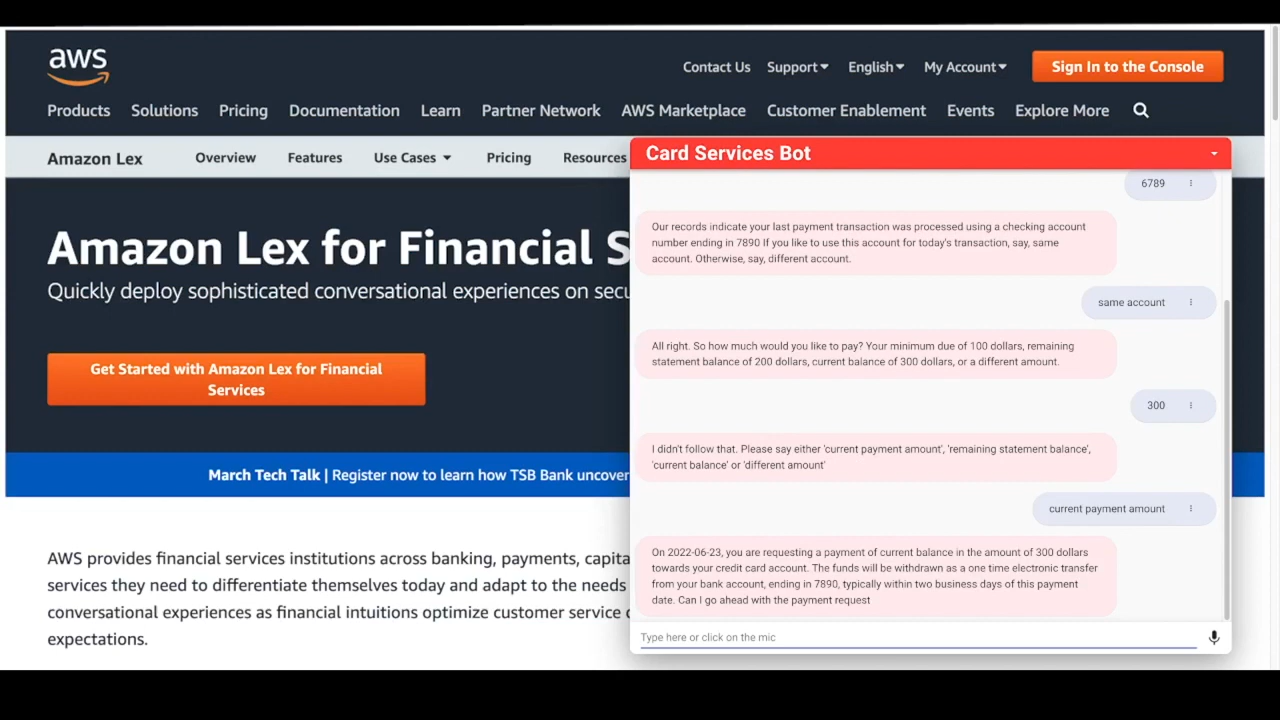 aws
Contact Us Support English My Account Sign In to the Console
Products Solutions Pricing Documentation Learn Partner Network AWS Marketplace Customer Enablement Events Explore More
Amazon Lex Overview Features Use Cases Pricing Resources
Amazon Lex for Financial S
Quickly deploy sophisticated conversational experiences on secu
Get Started with Amazon Lex for Financial
Services
March Tech Talk | Register now to learn how TSB Bank uncover
AWS provides financial services institutions across banking, payments, capita
services they need to differentiate themselves today and adapt to the needs
conversational experiences as financial intuitions optimize customer service
expectations.
Card Services Bot
6789
Our records indicate your last payment transaction was processed using a checking account
number ending in 7890 If you like to use this account for today's transaction, say, same
account. Otherwise, say, different account.
same account
All right. So how much would you like to pay? Your minimum due of 100 dollars, remaining
statement balance of 200 dollars, current balance of 300 dollars, or a different amount.
300
I didn't follow that. Please say either 'current payment amount', 'remaining statement balance',
'current balance' or 'different amount'
current payment amount
On 2022-06-23, you are requesting a payment of current balance in the amount of 300 dollars
towards your credit card account. The funds will be withdrawn as a one time electronic transfer
from your bank account, ending in 7890, typically within two business days of this payment
date. Can I go ahead with the payment request
Type here or click on the mic